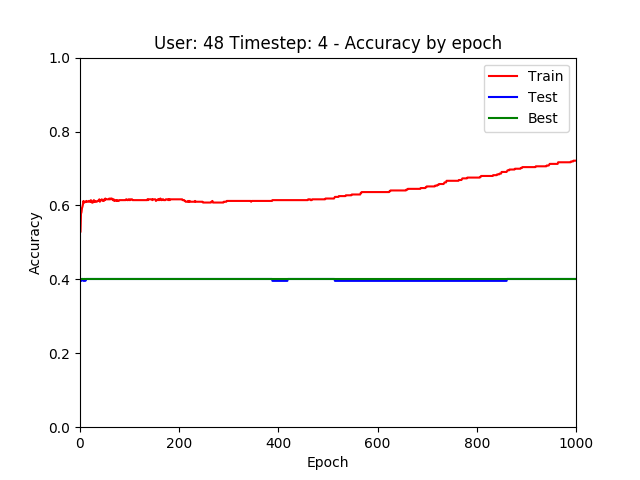 User: 48 Timestep: 4 - Accuracy by epoch
1.0
0.8
0.6
0.4
0.2
0.0
Accuracy
Train
Test
Best
0 200 400 600 800 1000
Epoch